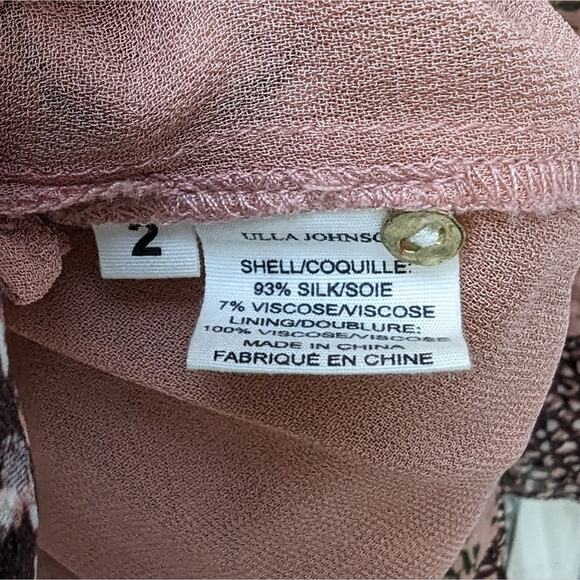 2
ULLA JOHNSO
SHELL/COQUILLE:
93% SILK/SOIE
7% VISCOSE/VISCOSE
LINING/DOUBLURE:
100% VISCOSE/VISCOSE
MADE IN CHINA
FABRIQUÉ EN CHINE